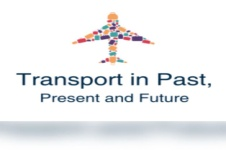 Transport in Past,
Present and Future